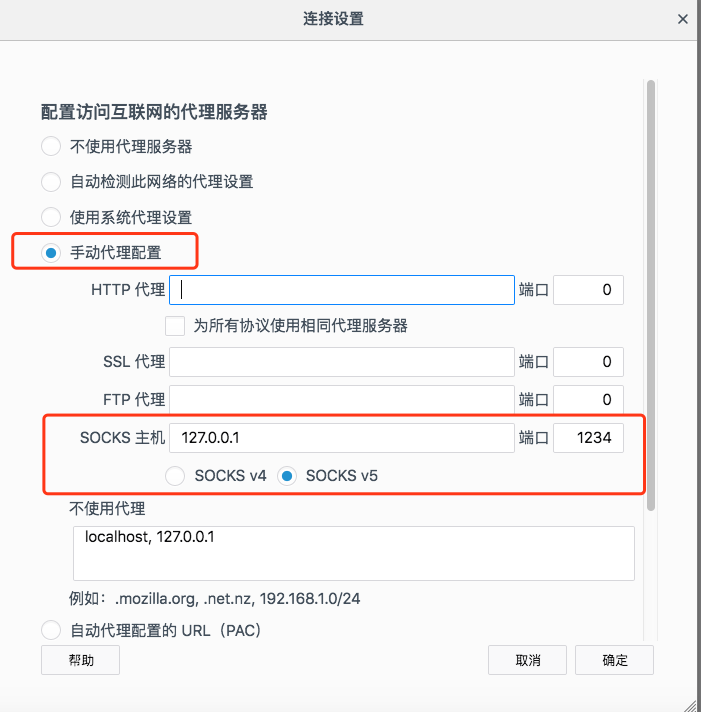 连接设置
配置访问互联网的代理服务器
不使用代理服务器
自动检测此网络的代理设置
使用系统代理设置
手动代理配置
HTTP 代理 端口 0
为所有协议使用相同代理服务器
SSL 代理 端口 0
FTP 代理 端口 0
SOCKS 主机 127.0.0.1 端口 1234
SOCKS v4 SOCKS v5
不使用代理
localhost, 127.0.0.1
例如：.mozilla.org, .net.nz, 192.168.1.0/24
自动代理配置的 URL（PAC）
帮助 取消 确定